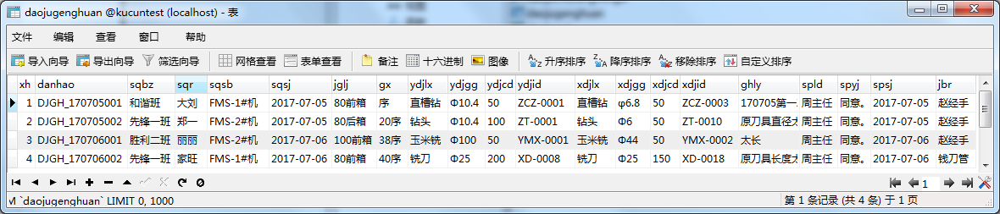 daojugenghuan @kucuntest (localhost) - 表
文件 编辑 查看 窗口 帮助
导入向导 导出向导 筛选向导 网格查看 表单查看 备注 十六进制 图像 升序排序 降序排序 移除排序 自定义排序
xh danhao sqbz sqr sqsb sqsj jglj gx ydjlx ydjgg ydjcd ydjid xdjlx xdjgg xdjcd xdjid ghly spld spyj spsj jbr
1 DJGH_170705001 和谐班 大刘 FMS-1#机 2017-07-05 80前箱 序 直槽钻 Φ10.4 50 ZCZ-0001 直槽钻 φ6.8 50 ZCZ-0003 170705第一 周主任 同意。 2017-07-05 赵经手
2 DJGH_170705002 先锋一班 郑一 FMS-2#机 2017-07-05 80后箱 20序 钻头 Φ10.4 100 ZT-0001 钻头 Φ6 50 ZT-0010 原刀具直径 周主任 同意。 2017-07-05 赵经手
3 DJGH_170706001 胜利二班 丽丽 FMS-2#机 2017-07-06 100前箱 38序 玉米铣 Φ100 50 YMX-0001 玉米铣 Φ44 50 YMX-0002 太长 周主任 同意。 2017-07-06 赵经手
4 DJGH_170706002 先锋一班 家旺 FMS-1#机 2017-07-06 80前箱 40序 铣刀 Φ25 200 XD-0008 铣刀 Φ25 150 XD-0018 原刀具长度 周主任 同意。 2017-07-06 钱刀管
1
M `daojugenghuan` LIMIT 0, 1000 第 1 条记录 (共 4 条) 于 1 页